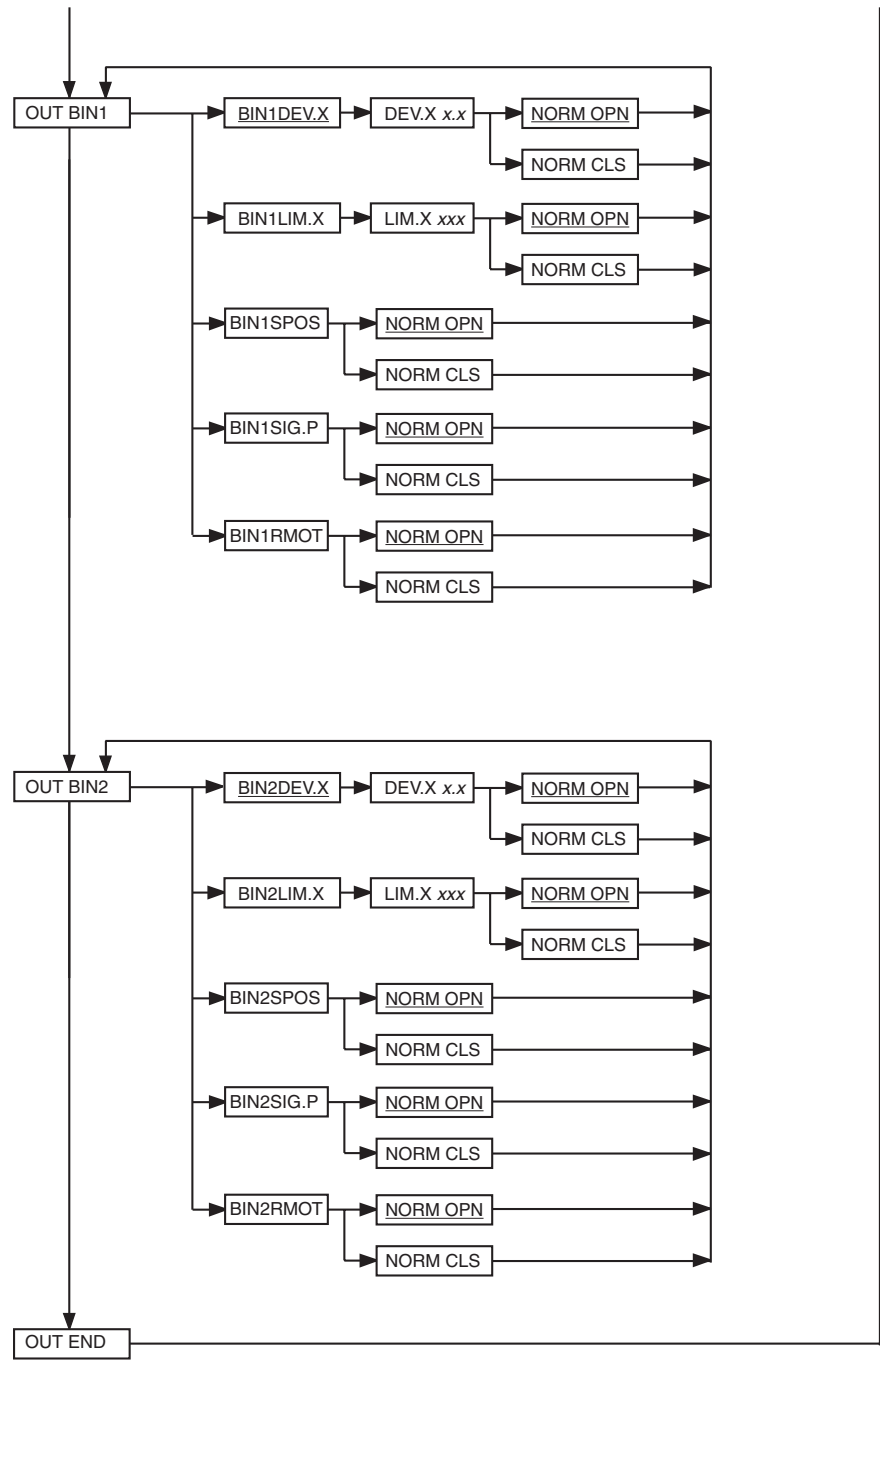 OUT BIN1
BIN1DEV.X
DEV.X x.x
NORM OPN
NORM CLS
BIN1LIM.X
LIM.X xxx
NORM OPN
NORM CLS
BIN1SPOS
NORM OPN
NORM CLS
BIN1SIG.P
NORM OPN
NORM CLS
BIN1RMOT
NORM OPN
NORM CLS
OUT BIN2
BIN2DEV.X
DEV.X x.x
NORM OPN
NORM CLS
BIN2LIM.X
LIM.X xxx
NORM OPN
NORM CLS
BIN2SPOS
NORM OPN
NORM CLS
BIN2SIG.P
NORM OPN
NORM CLS
BIN2RMOT
NORM OPN
NORM CLS
OUT END